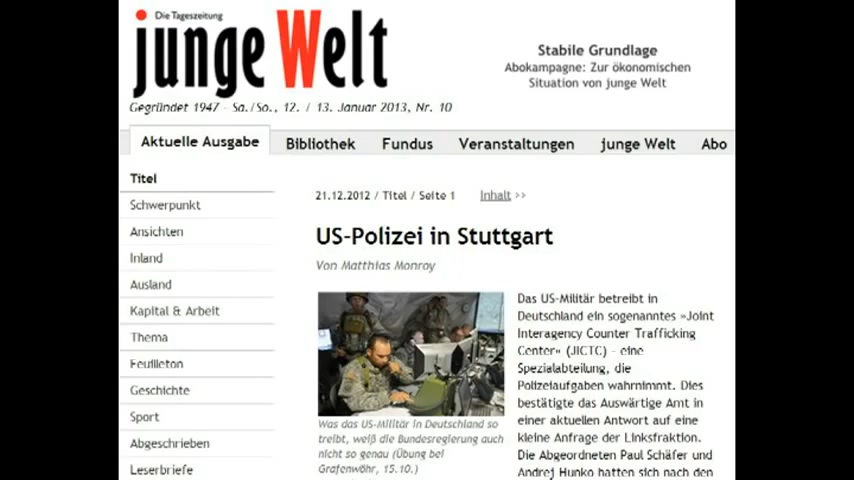 Die Tageszeitung
junge Welt
Gegründet 1947 - Sa./So., 12. / 13. Januar 2013, Nr. 10
Stabile Grundlage
Abokampagne: Zur ökonomischen
Situation von junge Welt
Aktuelle Ausgabe Bibliothek Fundus Veranstaltungen junge Welt Abo
Titel
Schwerpunkt
Ansichten
Inland
Ausland
Kapital & Arbeit
Thema
Feuilleton
Geschichte
Sport
Abgeschrieben
Leserbriefe
21.12.2012 / Titel / Seite 1 Inhalt >>
US-Polizei in Stuttgart
Von Matthias Monroy
Was das US-Militär in Deutschland so
treibt, weiß die Bundesregierung auch
nicht so genau (Übung bei
Grafenwöhr, 15.10.)
Das US-Militär betreibt in
Deutschland ein sogenanntes »Joint
Interagency Counter Trafficking
Center« (JICTC) – eine
Spezialabteilung, die
Polizeiaufgaben wahrnimmt. Dies
bestätigte das Auswärtige Amt in
einer aktuellen Antwort auf eine
kleine Anfrage der Linksfraktion.
Die Abgeordneten Paul Schäfer und
Andrej Hunko hatten sich nach den